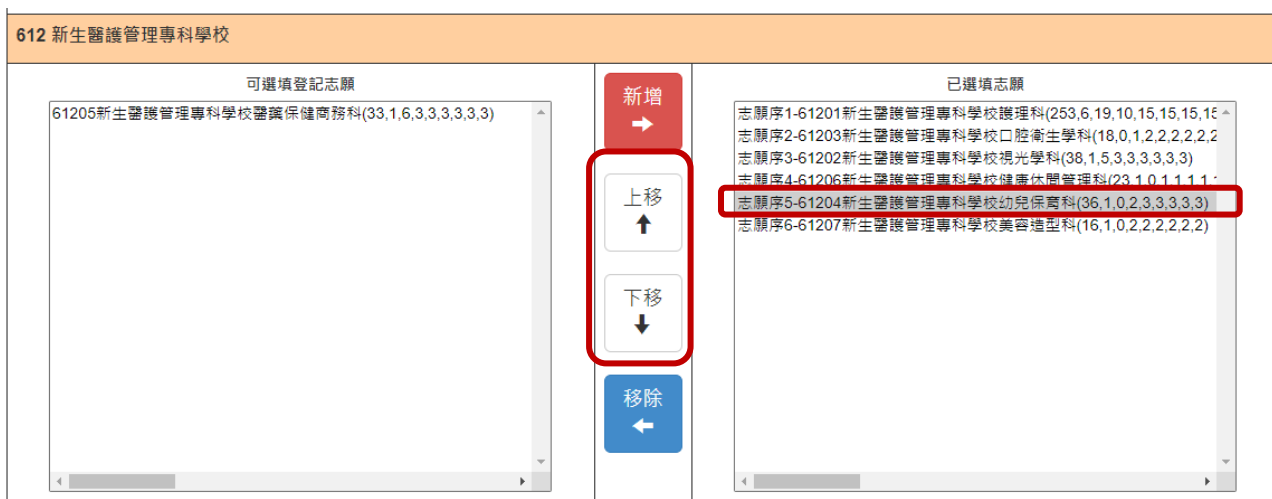 612 新生醫護管理專科學校
可選填登記志願
61205新生醫護管理專科學校醫藥保健商務科(33,1,6,3,3,3,3,3,3)
新增
上移
下移
移除
已選填志願
志願序1-61201新生醫護管理專科學校護理科(253,6,19,10,15,15,15,15
志願序2-61203新生醫護管理專科學校口腔衛生學科(18,0,1,2,2,2,2,2,2
志願序3-61202新生醫護管理專科學校視光學科(38,1,5,3,3,3,3,3,3)
志願序4-61206新生醫護管理專科學校健康休閒管理科(23,1,0,1,1,1,1,
志願序5-61204新生醫護管理專科學校幼兒保育科(36,1,0,2,3,3,3,3,3)
志願序6-61207新生醫護管理專科學校美容造型科(16,1,0,2,2,2,2,2,2)